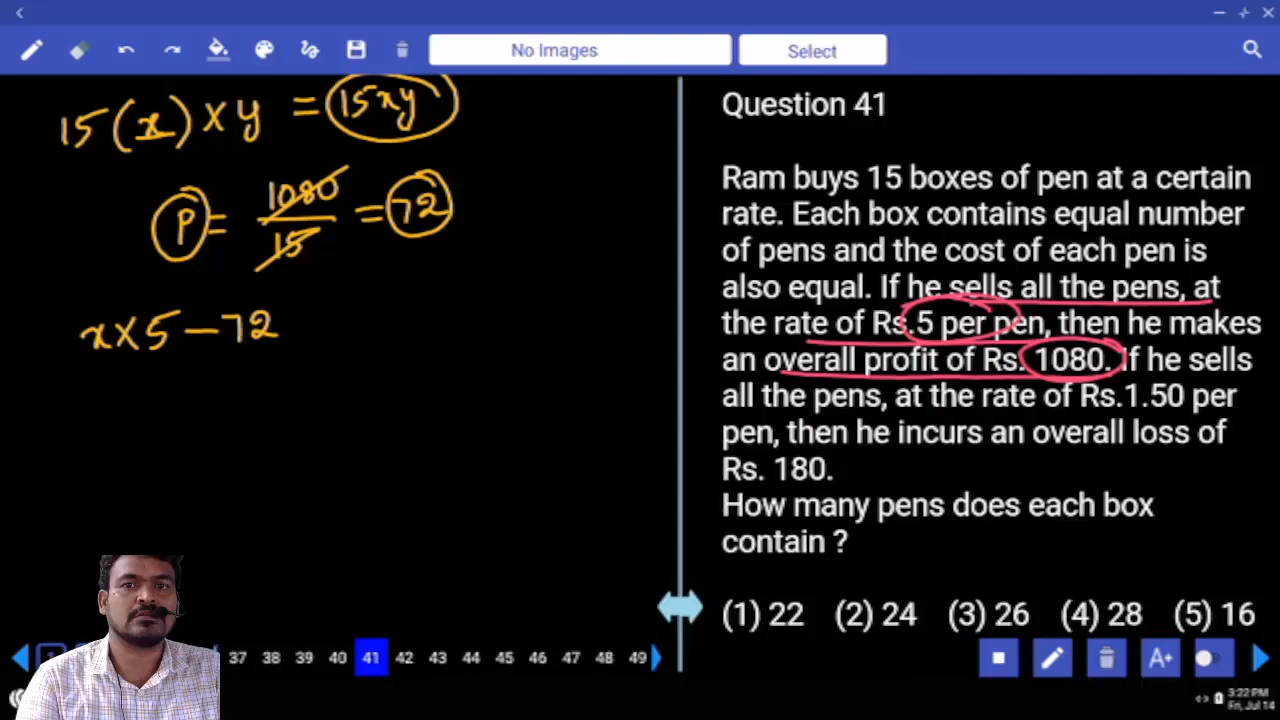 No Images
Select
15(x)×y = 15xy
P = 1080/15 = 72
x×5-72
Question 41
Ram buys 15 boxes of pen at a certain
rate. Each box contains equal number
of pens and the cost of each pen is
also equal. If he sells all the pens, at
the rate of Rs.5 per pen, then he makes
an overall profit of Rs. 1080. If he sells
all the pens, at the rate of Rs.1.50 per
pen, then he incurs an overall loss of
Rs. 180.
How many pens does each box
contain ?
(1) 22 (2) 24 (3) 26 (4) 28 (5) 16
37 38 39 40 41 42 43 44 45 46 47 48 49
A+
3:22 PM
Fri, Jul 14